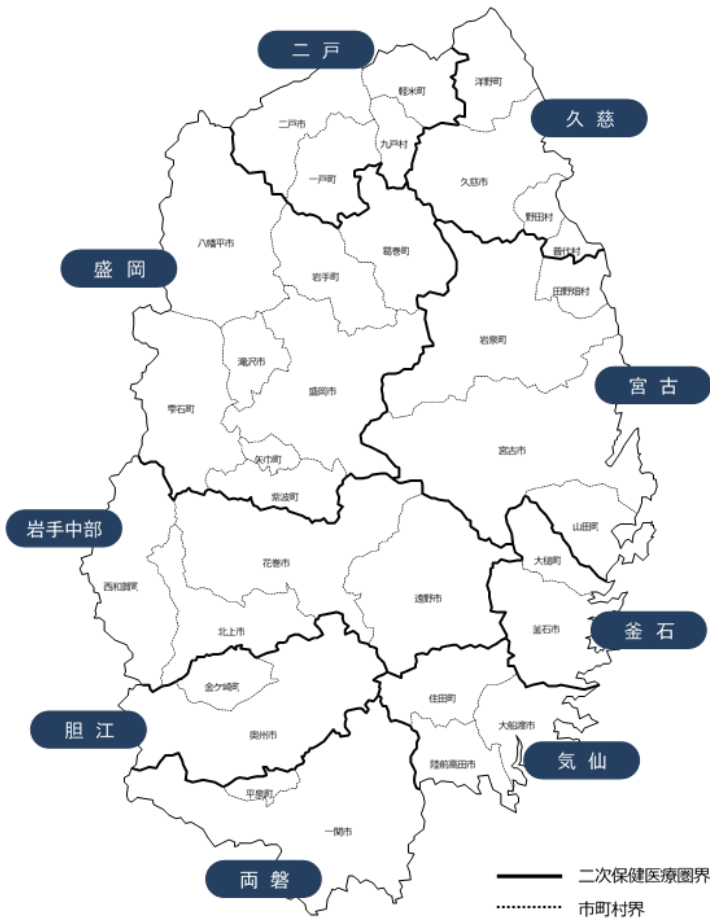 二戸
洋野町
軽米町
久慈
二戸市
九戸村
一戸町
久慈市
野田村
八幡平市
葛巻町
普代村
盛岡
岩手町
田野畑村
岩泉町
滝沢市
宮古
盛岡市
雫石町
宮古市
矢巾町
紫波町
岩手中部
山田町
花巻市
大槌町
西和賀町
遠野市
北上市
釜石市
釜石
金ケ崎町
住田町
胆江
大船渡市
奥州市
気仙
陸前高田市
平泉町
一関市
両磐
二次保健医療圏界
市町村界